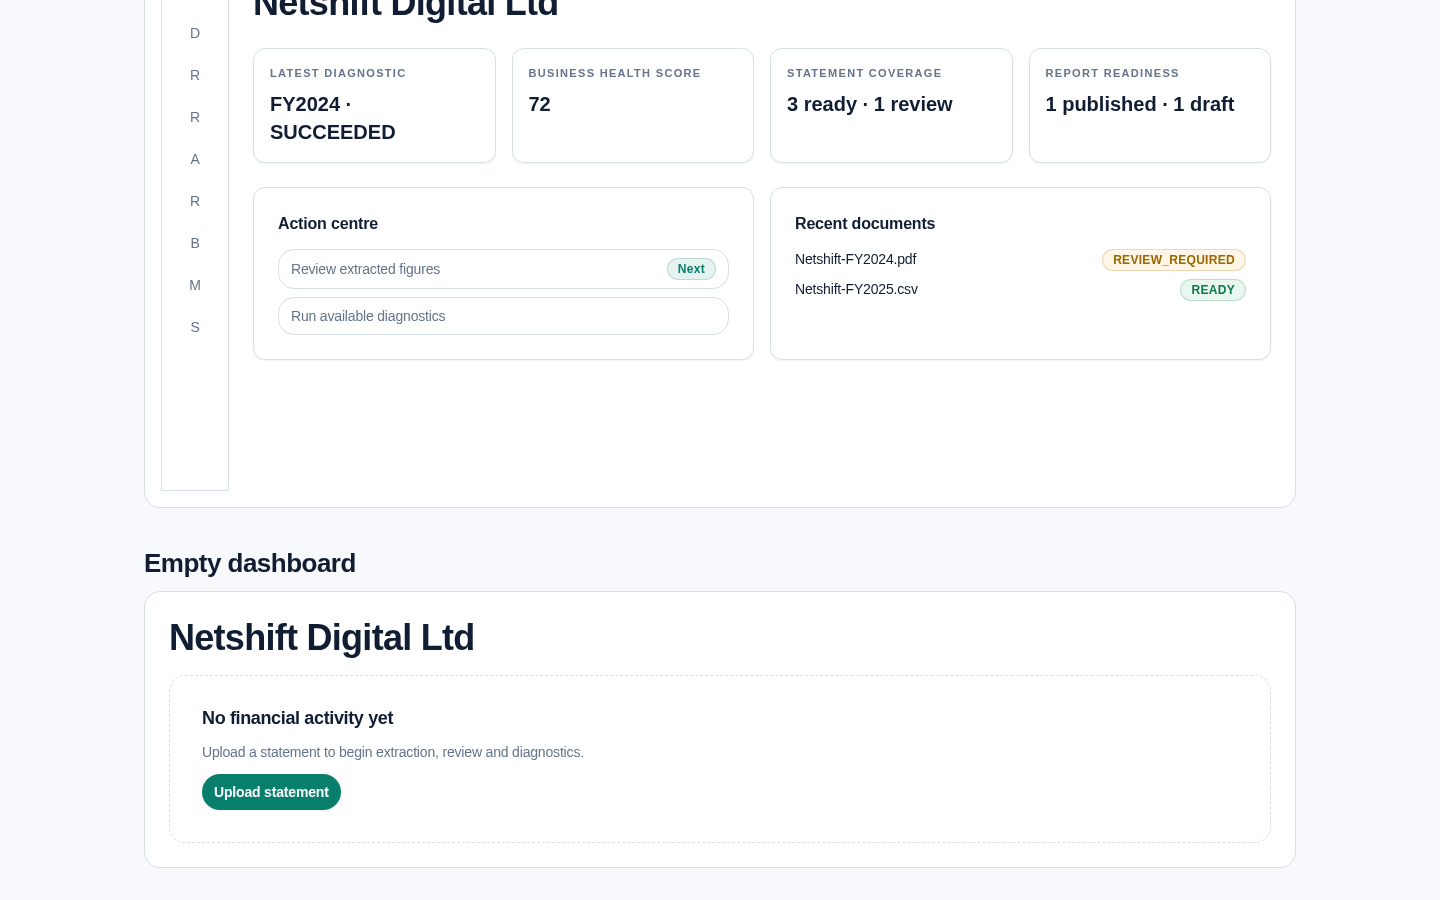 Netshift Digital Ltd
D
R
R
A
R
B
M
S
LATEST DIAGNOSTIC
FY2024 ·
SUCCEEDED
BUSINESS HEALTH SCORE
72
STATEMENT COVERAGE
3 ready · 1 review
REPORT READINESS
1 published · 1 draft
Action centre
Review extracted figures
Next
Run available diagnostics
Recent documents
Netshift-FY2024.pdf
REVIEW_REQUIRED
Netshift-FY2025.csv
READY
Empty dashboard
Netshift Digital Ltd
No financial activity yet
Upload a statement to begin extraction, review and diagnostics.
Upload statement